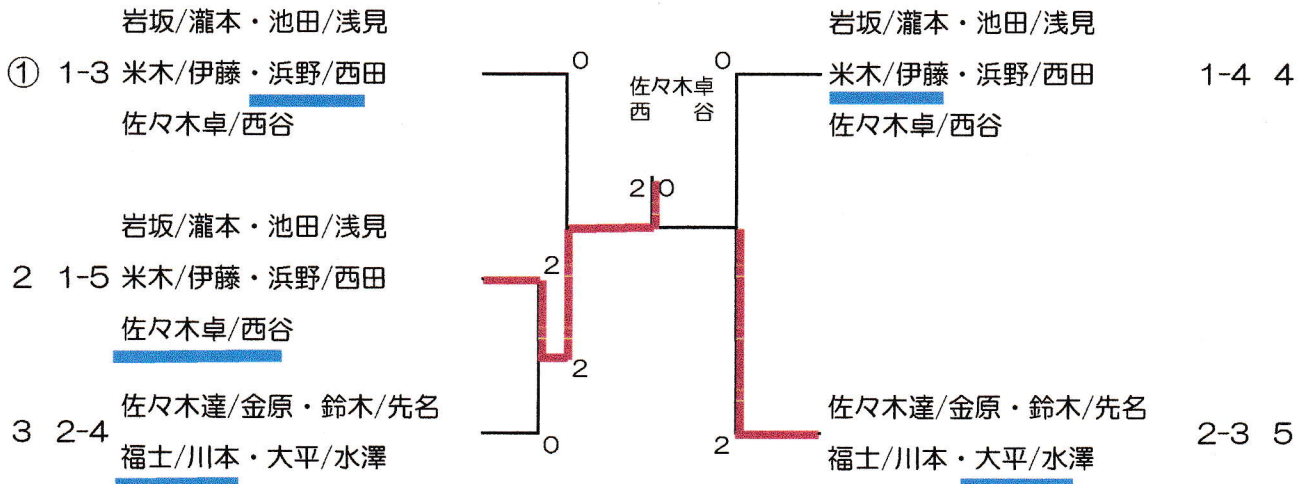 岩坂/瀧本・池田/浅見
① 1-3 米木/伊藤・浜野/西田
佐々木卓/西谷
0
佐々木卓
西 谷
0
岩坂/瀧本・池田/浅見
米木/伊藤・浜野/西田 1-4 4
佐々木卓/西谷
2 0
岩坂/瀧本・池田/浅見
2 1-5 米木/伊藤・浜野/西田
佐々木卓/西谷
2
2
佐々木達/金原・鈴木/先名
3 2-4
福士/川本・大平/水澤
0
2
佐々木達/金原・鈴木/先名
2-3 5
福士/川本・大平/水澤